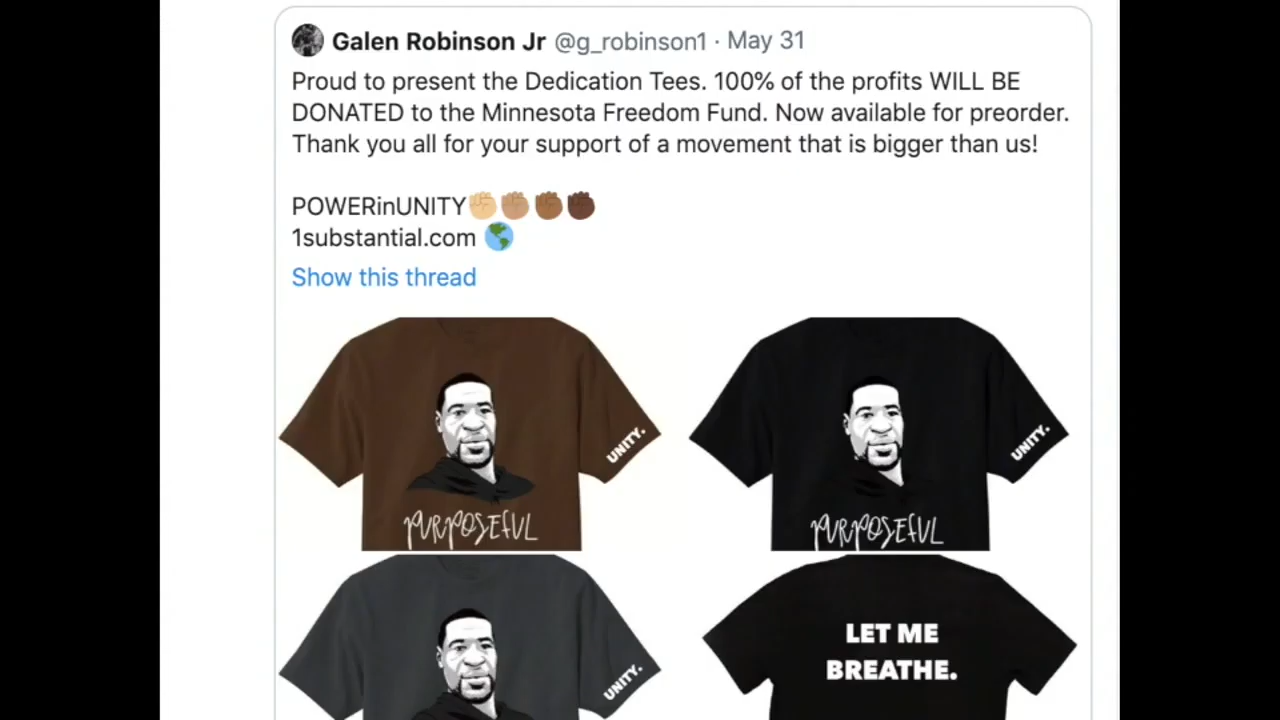 Galen Robinson Jr @g_robinson1 · May 31
Proud to present the Dedication Tees. 100% of the profits WILL BE
DONATED to the Minnesota Freedom Fund. Now available for preorder.
Thank you all for your support of a movement that is bigger than us!
POWERinUNITY✊🏼✊🏽✊🏾✊🏿
1substantial.com 🌎
Show this thread
UNITY.
PURPOSEfUL
UNITY.
PURPOSEfUL
UNITY.
LET ME
BREATHE.